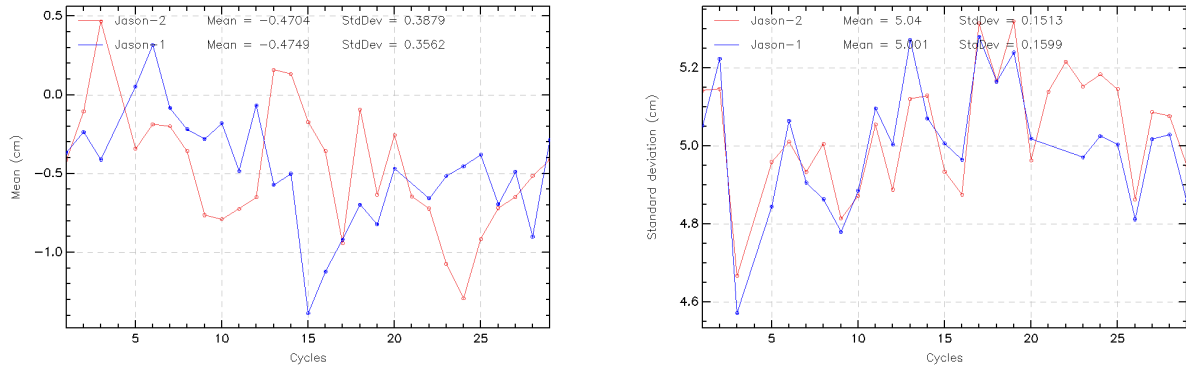 Jason-2 Mean = -0.4704 StdDev = 0.3879
Jason-1 Mean = -0.4749 StdDev = 0.3562
0.5
0.0
-0.5
-1.0
Mean (cm)
5 10 15 20 25
Cycles
Jason-2 Mean = 5.04 StdDev = 0.1513
Jason-1 Mean = 5.001 StdDev = 0.1599
5.2
5.0
4.8
4.6
Standard deviation (cm)
5 10 15 20 25
Cycles